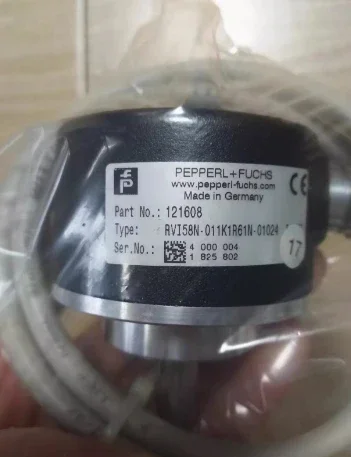 PEPPERL+FUCHS
www.pepperl-fuchs.com
Made in Germany
CE
Part No.: 121608
Type: RVI58N-011K1R61N-01024
17
Ser.No.: 4 000 004
1 825 802